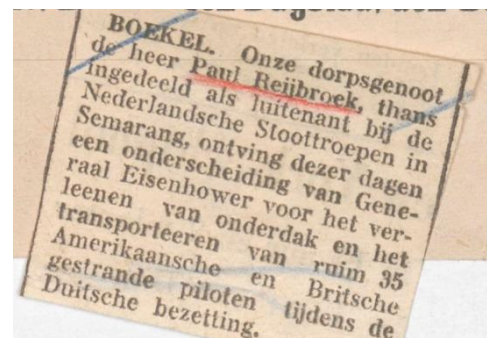 BOEKEL. Onze dorpsgenoot
de heer Paul Reijbroek, thans
ingedeeld als luitenant bij de
Nederlandsche Stoottroepen in
Semarang, ontving dezer dagen
een onderscheiding van Gene-
raal Eisenhower voor het ver-
leenen van onderdak en het
transporteeren van ruim 35
Amerikaansche en Britsche
gestrande piloten tijdens de
Duitsche bezetting.